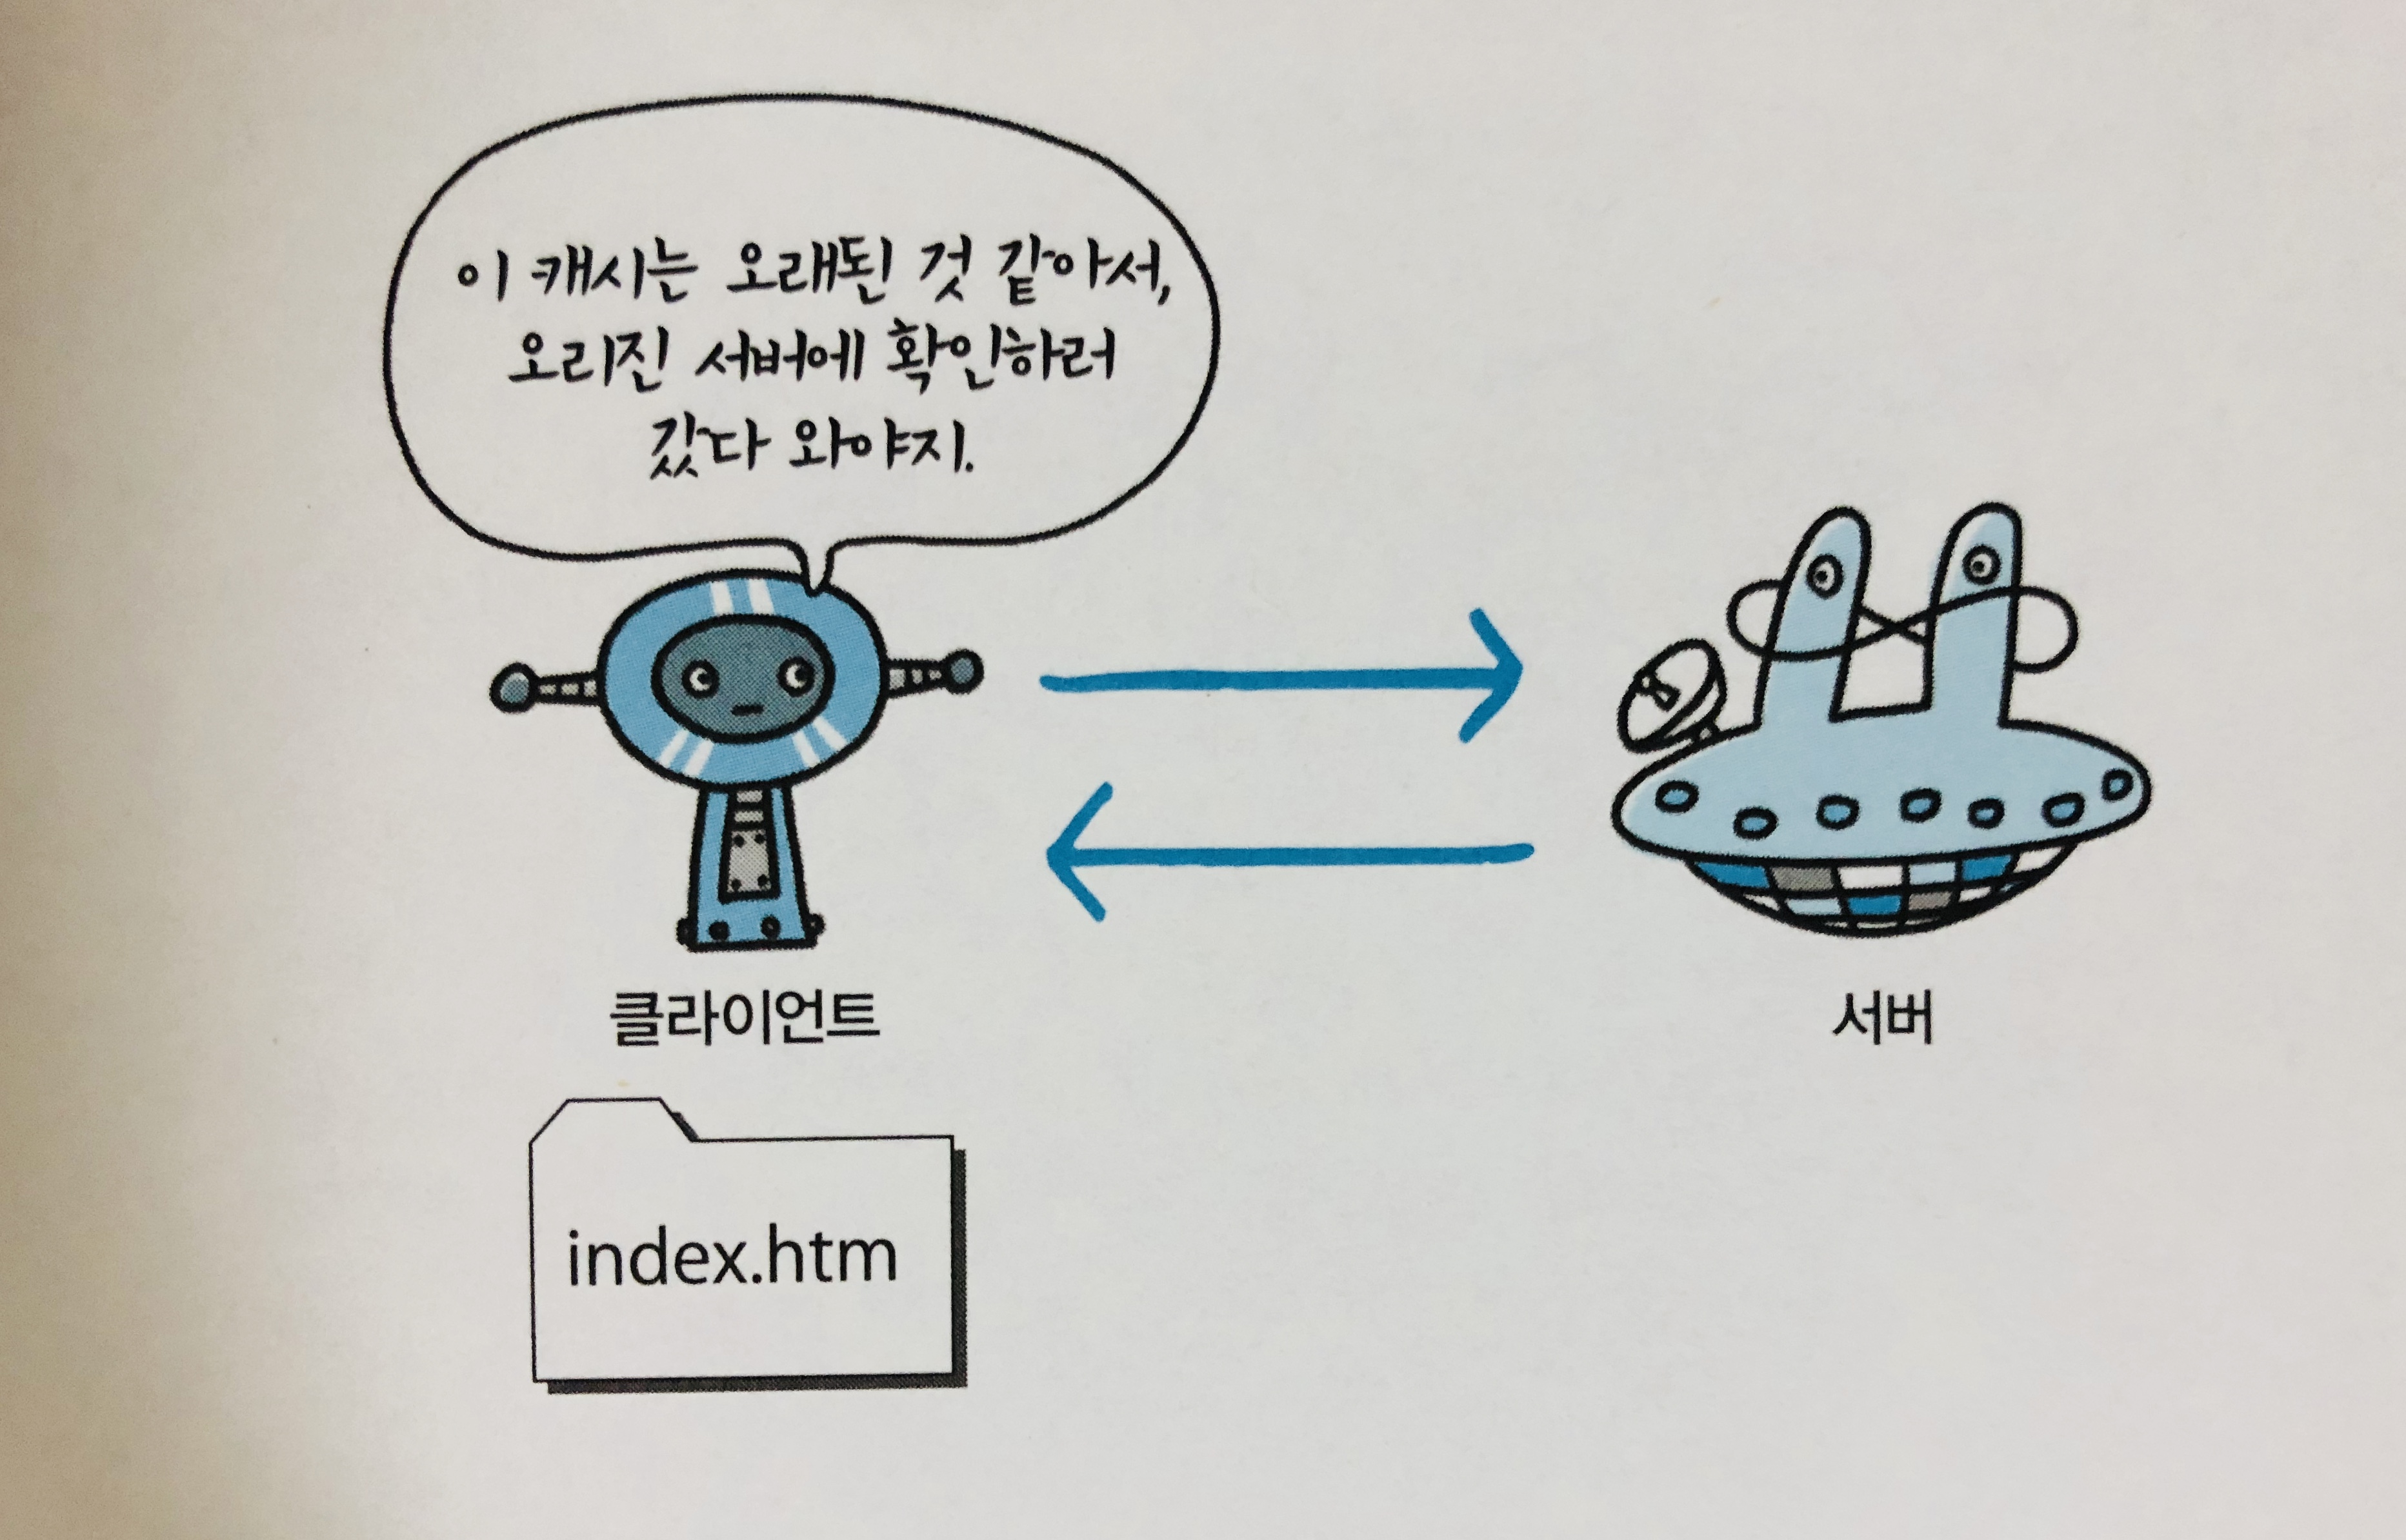 이 캐시는 오래된 것 같아서,
오리진 서버에 확인하러
갔다 와야지.
클라이언트
서버
index.htm